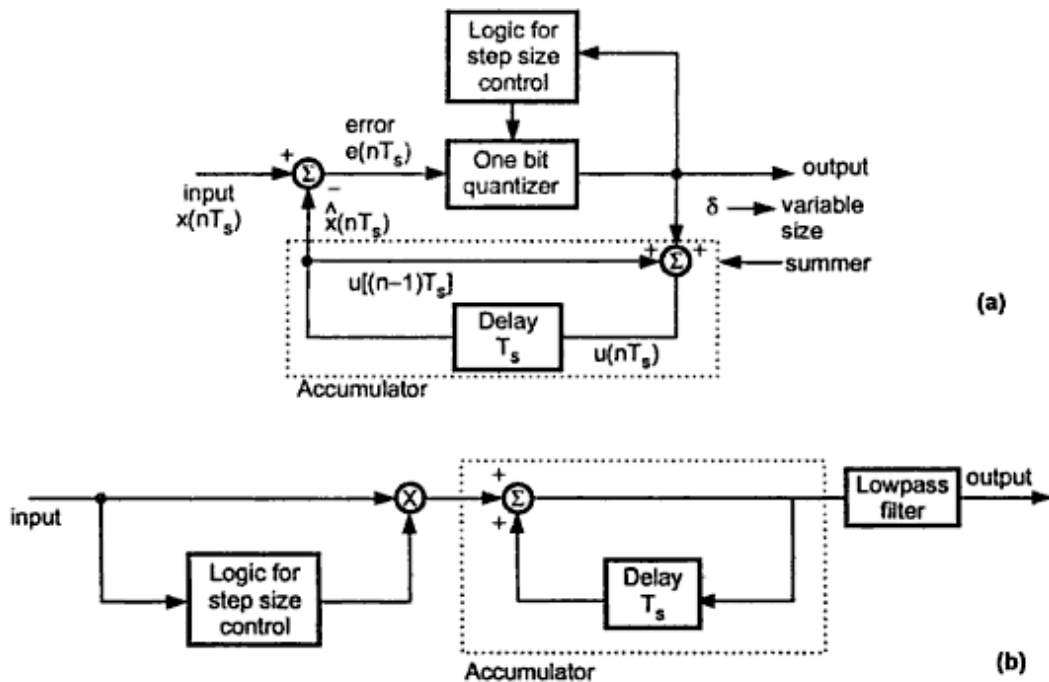 Logic for
step size
control
error
e(nTs)
One bit
quantizer
output
+
Σ
−
input
x(nTs)
x̂(nTs)
δ → variable
size
+
Σ
+
summer
u[(n−1)Ts]
(a)
Delay
Ts
u(nTs)
Accumulator
input
X
+
Σ
+
Lowpass
filter
output
Logic for
step size
control
Delay
Ts
Accumulator
(b)